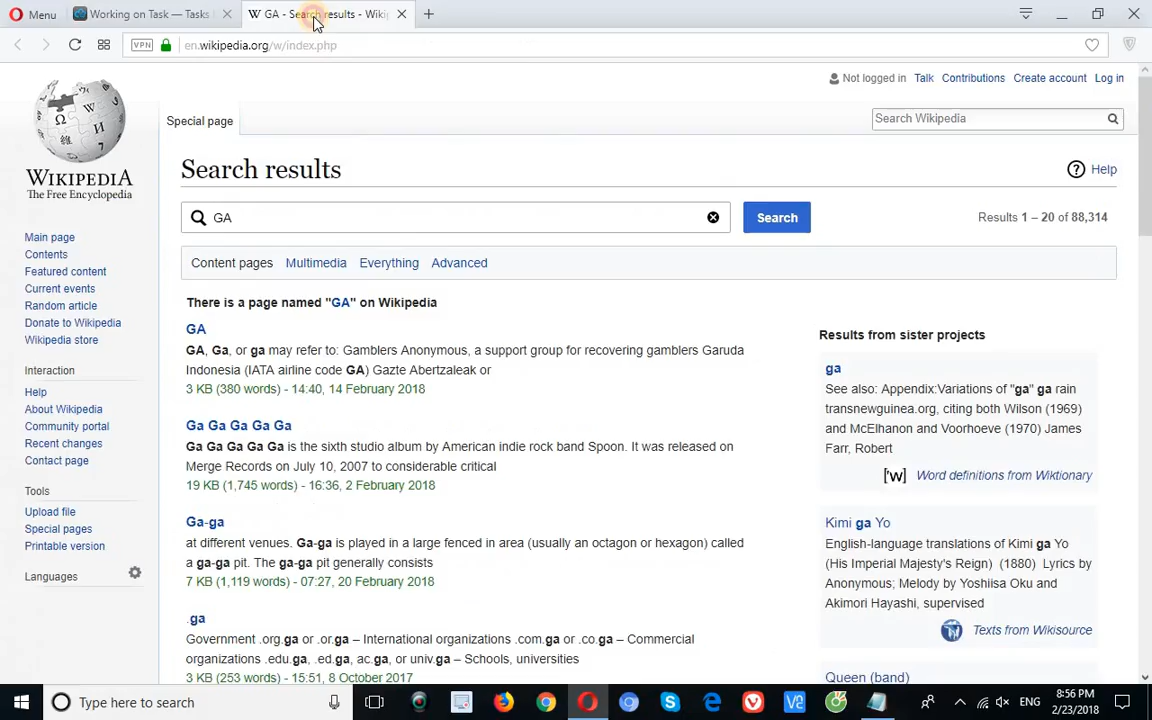 Menu
Working on Task — Tasks
GA - Search results - Wiki
VPN
en.wikipedia.org/w/index.php
Not logged in Talk Contributions Create account Log in
Special page
Search Wikipedia
WIKIPEDIA
The Free Encyclopedia
Main page
Contents
Featured content
Current events
Random article
Donate to Wikipedia
Wikipedia store
Interaction
Help
About Wikipedia
Community portal
Recent changes
Contact page
Tools
Upload file
Special pages
Printable version
Languages
Search results
Help
GA
Search
Results 1 – 20 of 88,314
Content pages Multimedia Everything Advanced
There is a page named "GA" on Wikipedia
GA
GA, Ga, or ga may refer to: Gamblers Anonymous, a support group for recovering gamblers Garuda
Indonesia (IATA airline code GA) Gazte Abertzaleak or
3 KB (380 words) - 14:40, 14 February 2018
Ga Ga Ga Ga Ga
Ga Ga Ga Ga Ga is the sixth studio album by American indie rock band Spoon. It was released on
Merge Records on July 10, 2007 to considerable critical
19 KB (1,745 words) - 16:36, 2 February 2018
Ga-ga
at different venues. Ga-ga is played in a large fenced in area (usually an octagon or hexagon) called
a ga-ga pit. The ga-ga pit generally consists
7 KB (1,119 words) - 07:27, 20 February 2018
.ga
Government .org.ga or .or.ga – International organizations .com.ga or .co.ga – Commercial
organizations .edu.ga, .ed.ga, ac.ga, or univ.ga – Schools, universities
3 KB (253 words) - 15:51, 8 October 2017
Results from sister projects
ga
See also: Appendix:Variations of "ga" ga rain
transnewguinea.org, citing both Wilson (1969)
and McElhanon and Voorhoeve (1970) James
Farr, Robert
['w] Word definitions from Wiktionary
Kimi ga Yo
English-language translations of Kimi ga Yo
(His Imperial Majesty's Reign) (1880) Lyrics by
Anonymous; Melody by Yoshiisa Oku and
Akimori Hayashi, supervised
Texts from Wikisource
Queen (band)
Type here to search
ENG
8:56 PM
2/23/2018